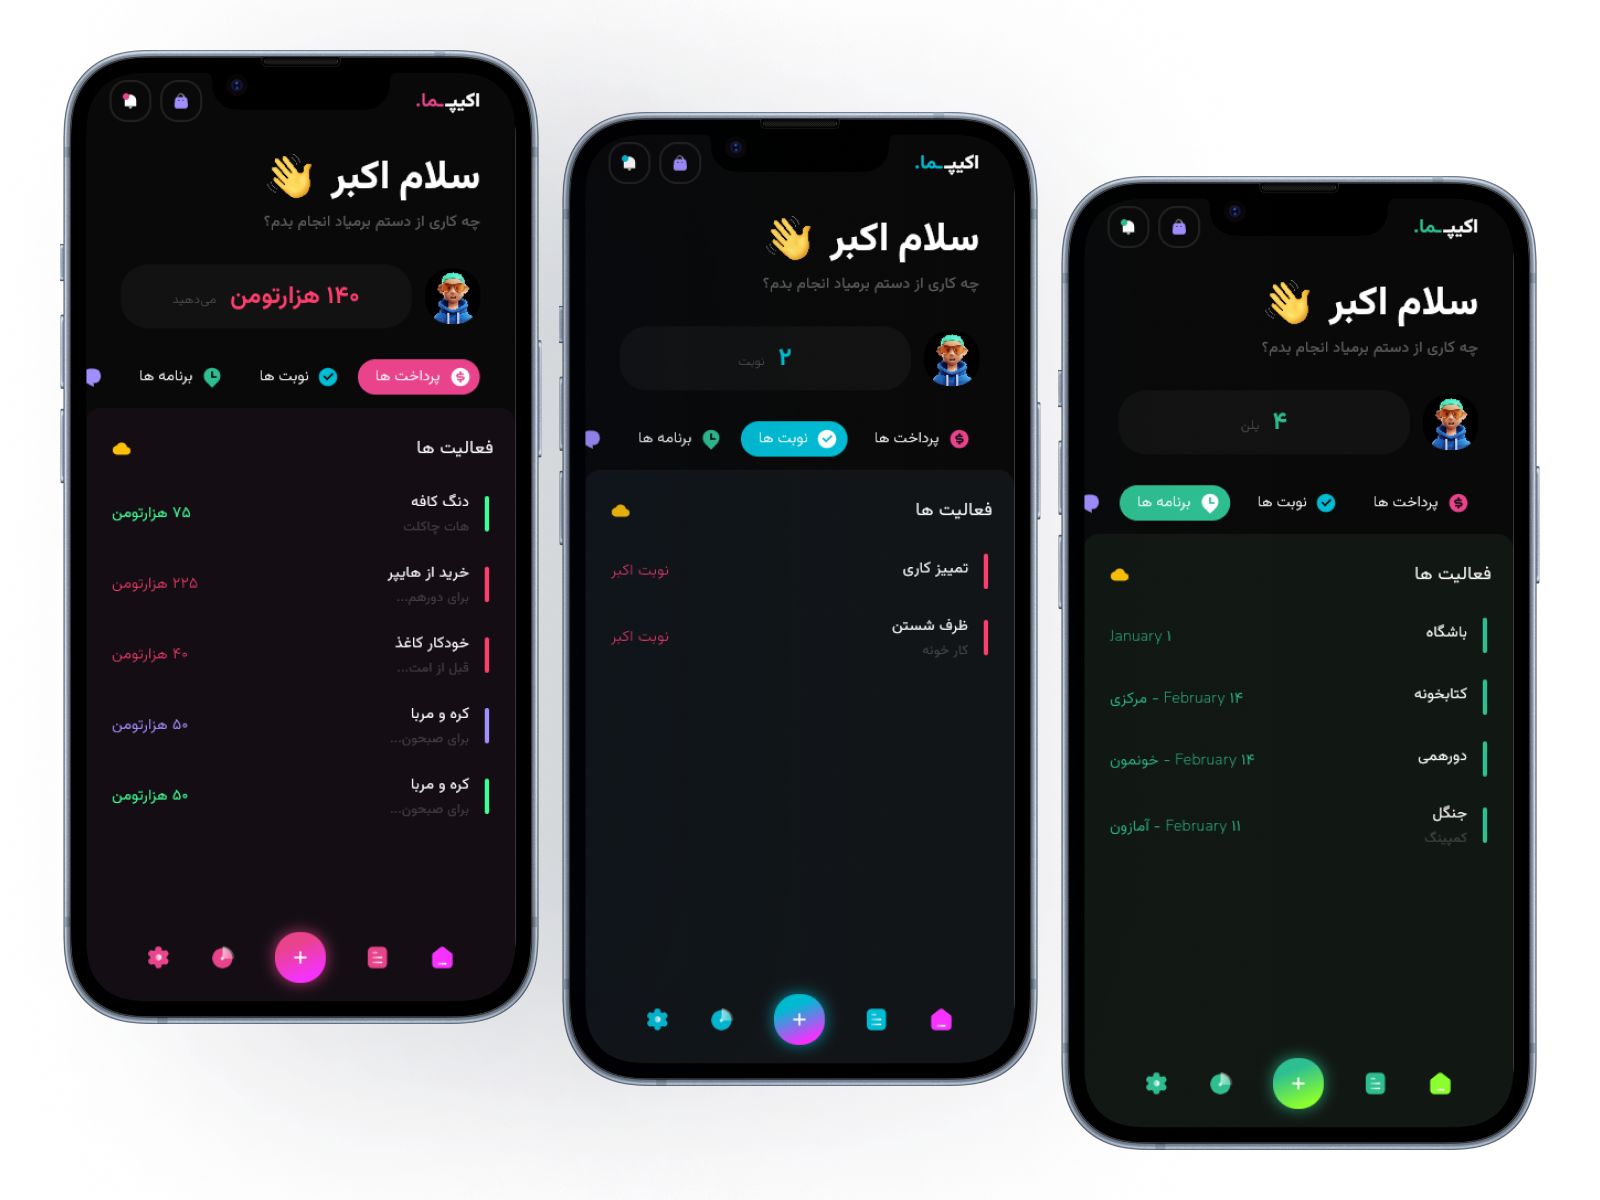 اکیپـما.
سلام اکبر 👋
چه کاری از دستم برمیاد انجام بدم؟
۱۴۰ هزارتومن می‌دهید
پرداخت ها نوبت ها برنامه ها
فعالیت ها
دنگ کافه ۷۵ هزارتومن
هات چاکلت
خرید از هایپر ۲۲۵ هزارتومن
برای دورهم...
خودکار کاغذ ۴۰ هزارتومن
قبل از امت...
کره و مربا ۵۰ هزارتومن
برای صبحون...
کره و مربا ۵۰ هزارتومن
برای صبحون...
اکیپـما.
سلام اکبر 👋
چه کاری از دستم برمیاد انجام بدم؟
۲ نوبت
پرداخت ها نوبت ها برنامه ها
فعالیت ها
تمییز کاری نوبت اکبر
ظرف شستن نوبت اکبر
کار خونه
اکیپـما.
سلام اکبر 👋
چه کاری از دستم برمیاد انجام بدم؟
۴ پلن
پرداخت ها نوبت ها برنامه ها
فعالیت ها
باشگاه ۱ January
کتابخونه ۱۴ February - مرکزی
دورهمی ۱۴ February - خونمون
جنگل ۱۱ February - آمازون
کمپینگ